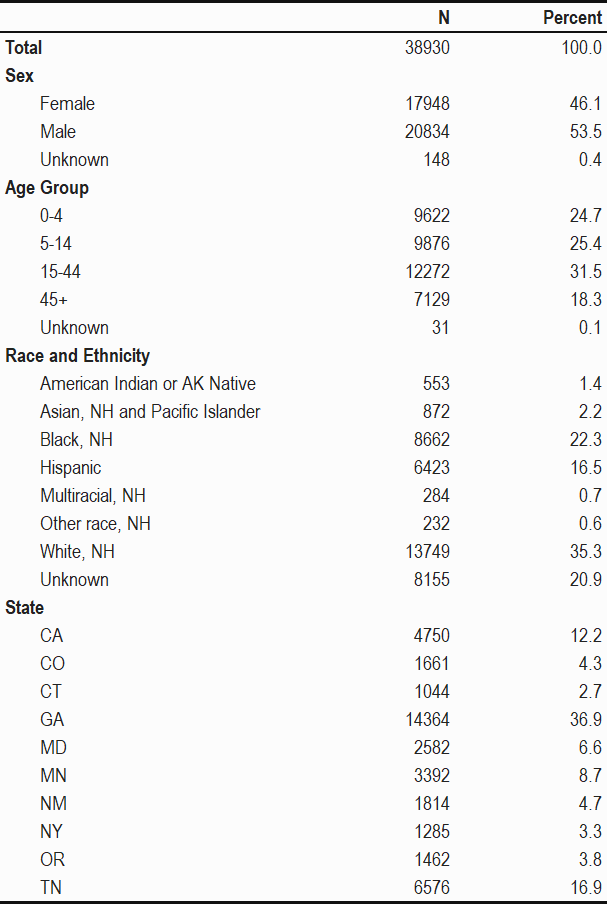 N Percent
Total 38930 100.0
Sex
Female 17948 46.1
Male 20834 53.5
Unknown 148 0.4
Age Group
0-4 9622 24.7
5-14 9876 25.4
15-44 12272 31.5
45+ 7129 18.3
Unknown 31 0.1
Race and Ethnicity
American Indian or AK Native 553 1.4
Asian, NH and Pacific Islander 872 2.2
Black, NH 8662 22.3
Hispanic 6423 16.5
Multiracial, NH 284 0.7
Other race, NH 232 0.6
White, NH 13749 35.3
Unknown 8155 20.9
State
CA 4750 12.2
CO 1661 4.3
CT 1044 2.7
GA 14364 36.9
MD 2582 6.6
MN 3392 8.7
NM 1814 4.7
NY 1285 3.3
OR 1462 3.8
TN 6576 16.9